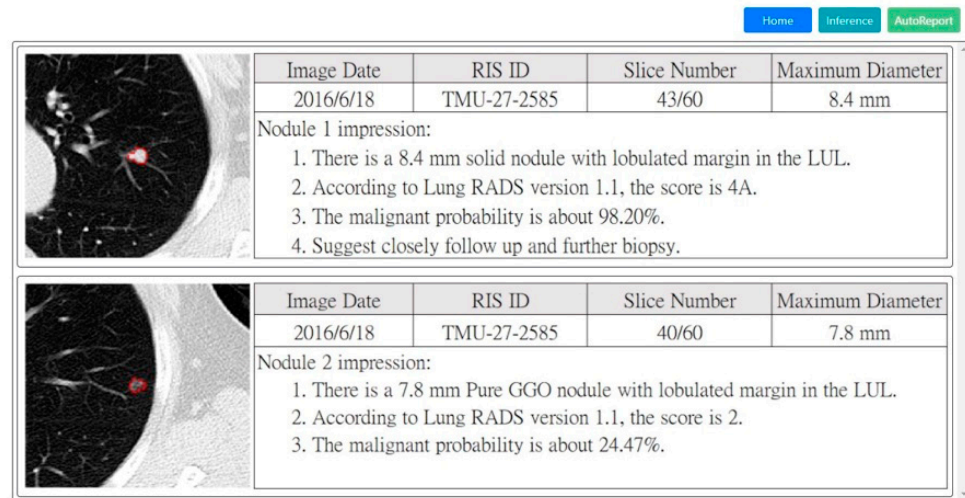 Home Inference AutoReport
Image Date RIS ID Slice Number Maximum Diameter
2016/6/18 TMU-27-2585 43/60 8.4 mm
Nodule 1 impression:
1. There is a 8.4 mm solid nodule with lobulated margin in the LUL.
2. According to Lung RADS version 1.1, the score is 4A.
3. The malignant probability is about 98.20%.
4. Suggest closely follow up and further biopsy.
Image Date RIS ID Slice Number Maximum Diameter
2016/6/18 TMU-27-2585 40/60 7.8 mm
Nodule 2 impression:
1. There is a 7.8 mm Pure GGO nodule with lobulated margin in the LUL.
2. According to Lung RADS version 1.1, the score is 2.
3. The malignant probability is about 24.47%.